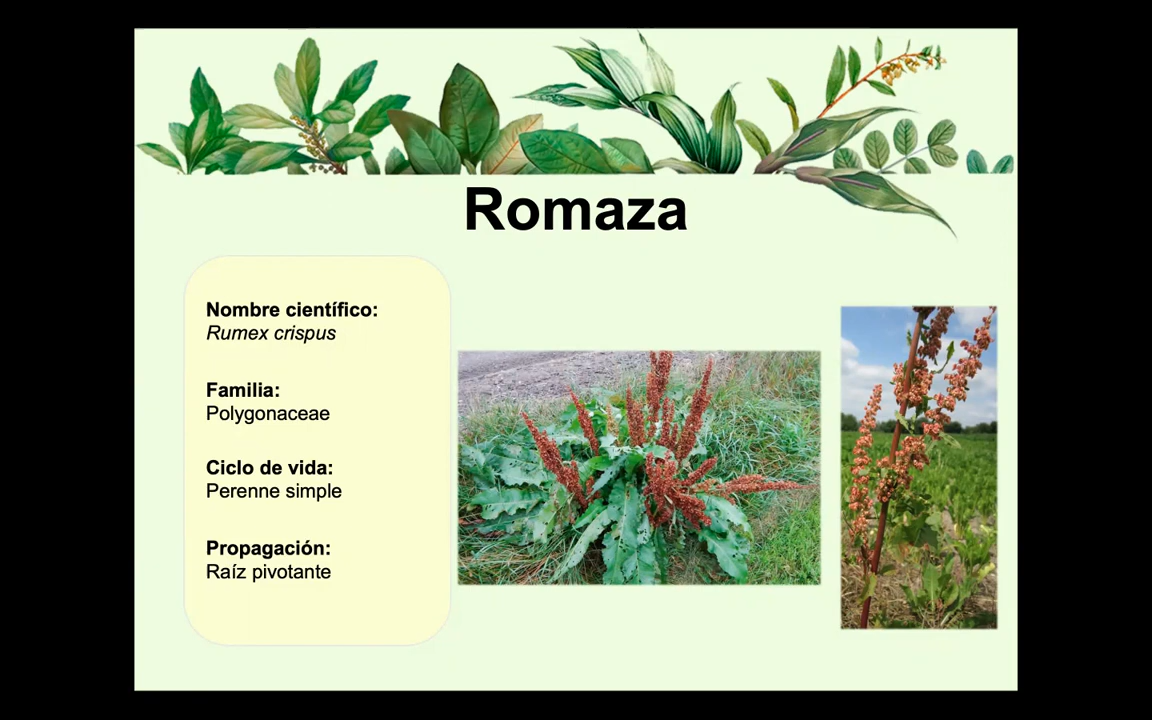 Romaza
Nombre científico:
Rumex crispus
Familia:
Polygonaceae
Ciclo de vida:
Perenne simple
Propagación:
Raíz pivotante